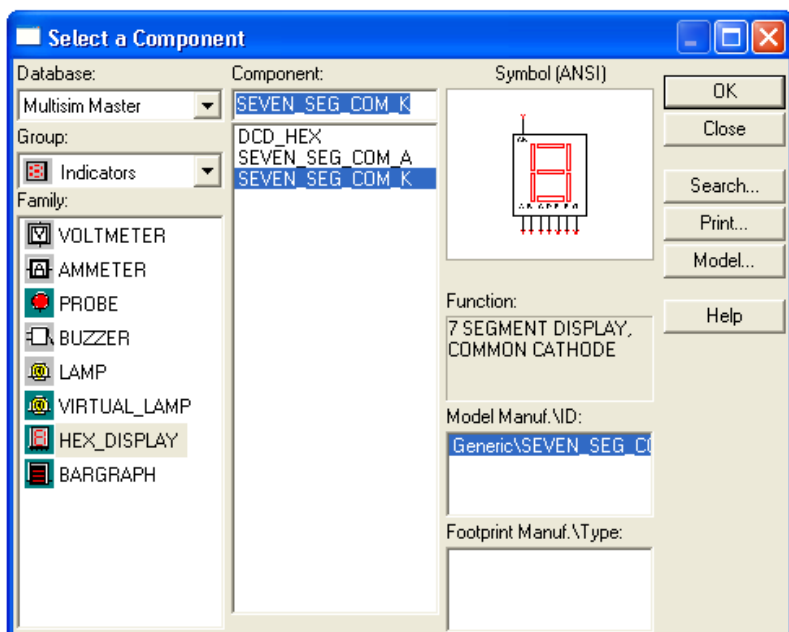 Select a Component
Database:
Multisim Master
Group:
Indicators
Family:
VOLTMETER
AMMETER
PROBE
BUZZER
LAMP
VIRTUAL_LAMP
HEX_DISPLAY
BARGRAPH
Component:
SEVEN_SEG_COM_K
DCD_HEX
SEVEN_SEG_COM_A
SEVEN_SEG_COM_K
Symbol (ANSI)
Function:
7 SEGMENT DISPLAY,
COMMON CATHODE
Model Manuf.\ID:
Generic\SEVEN_SEG_CO
Footprint Manuf.\Type:
OK
Close
Search...
Print...
Model...
Help